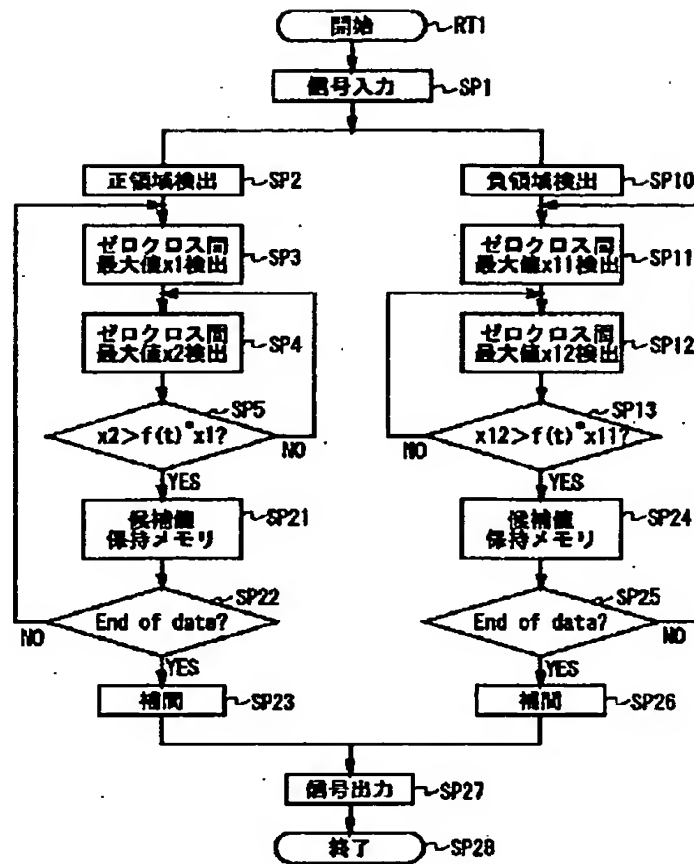 開始 RT1
信号入力 SP1
正領域検出 SP2
負領域検出 SP10
ゼロクロス間
最大値x1検出 SP3
ゼロクロス間
最大値x11検出 SP11
ゼロクロス間
最大値x2検出 SP4
ゼロクロス間
最大値x12検出 SP12
SP5
x2>f(t)*x1?
NO
YES
SP13
x12>f(t)*x11?
NO
YES
候補値
保持メモリ SP21
候補値
保持メモリ SP24
SP22
End of data?
NO
YES
SP25
End of data?
NO
YES
補間 SP23
補間 SP26
信号出力 SP27
終了 SP28